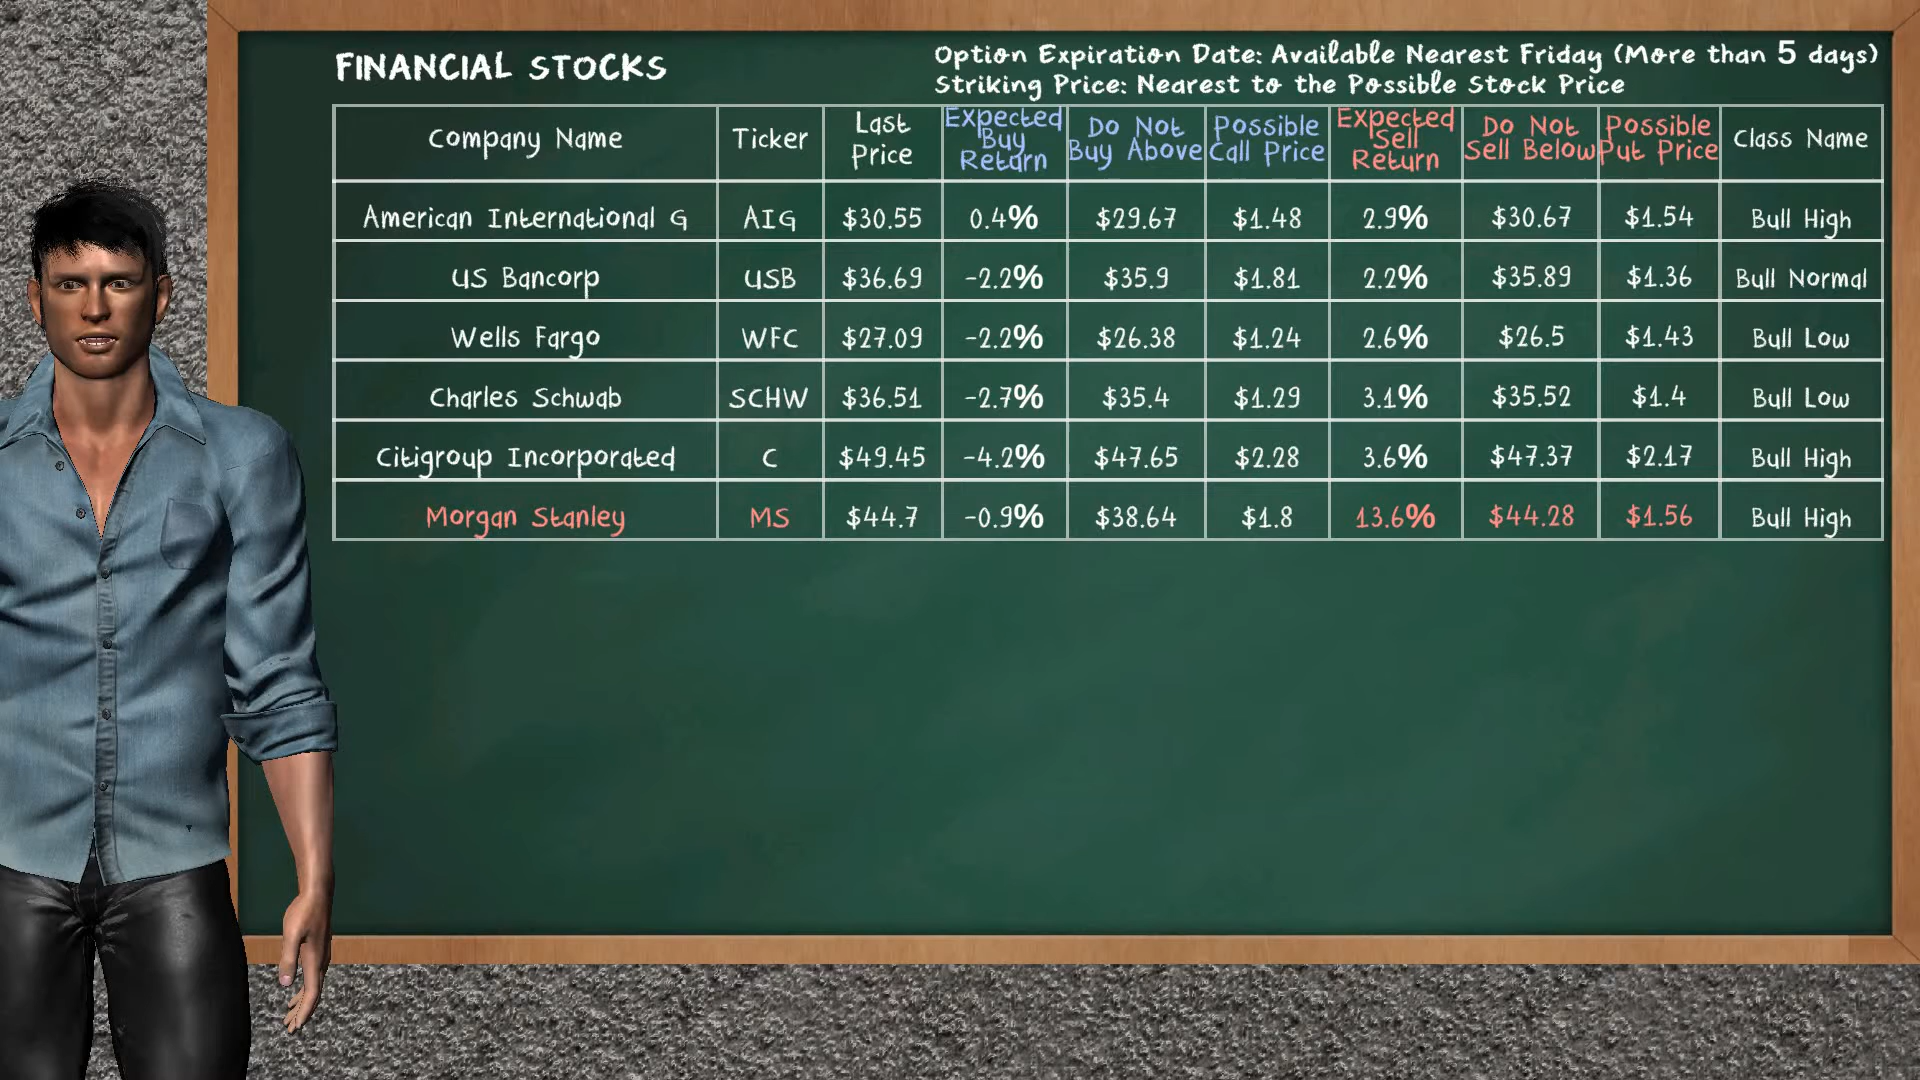 FINANCIAL STOCKS
Option Expiration Date: Available Nearest Friday (More than 5 days)
Striking Price: Nearest to the Possible Stock Price
Company Name Ticker Last Price Expected Buy Return Do Not Buy Above Possible Call Price Expected Sell Return Do Not Sell Below Possible Put Price Class Name
American International G AIG $30.55 0.4% $29.67 $1.48 2.9% $30.67 $1.54 Bull High
US Bancorp USB $36.69 -2.2% $35.9 $1.81 2.2% $35.89 $1.36 Bull Normal
Wells Fargo WFC $27.09 -2.2% $26.38 $1.24 2.6% $26.5 $1.43 Bull Low
Charles Schwab SCHW $36.51 -2.7% $35.4 $1.29 3.1% $35.52 $1.4 Bull Low
Citigroup Incorporated C $49.45 -4.2% $47.65 $2.28 3.6% $47.37 $2.17 Bull High
Morgan Stanley MS $44.7 -0.9% $38.64 $1.8 13.6% $44.28 $1.56 Bull High